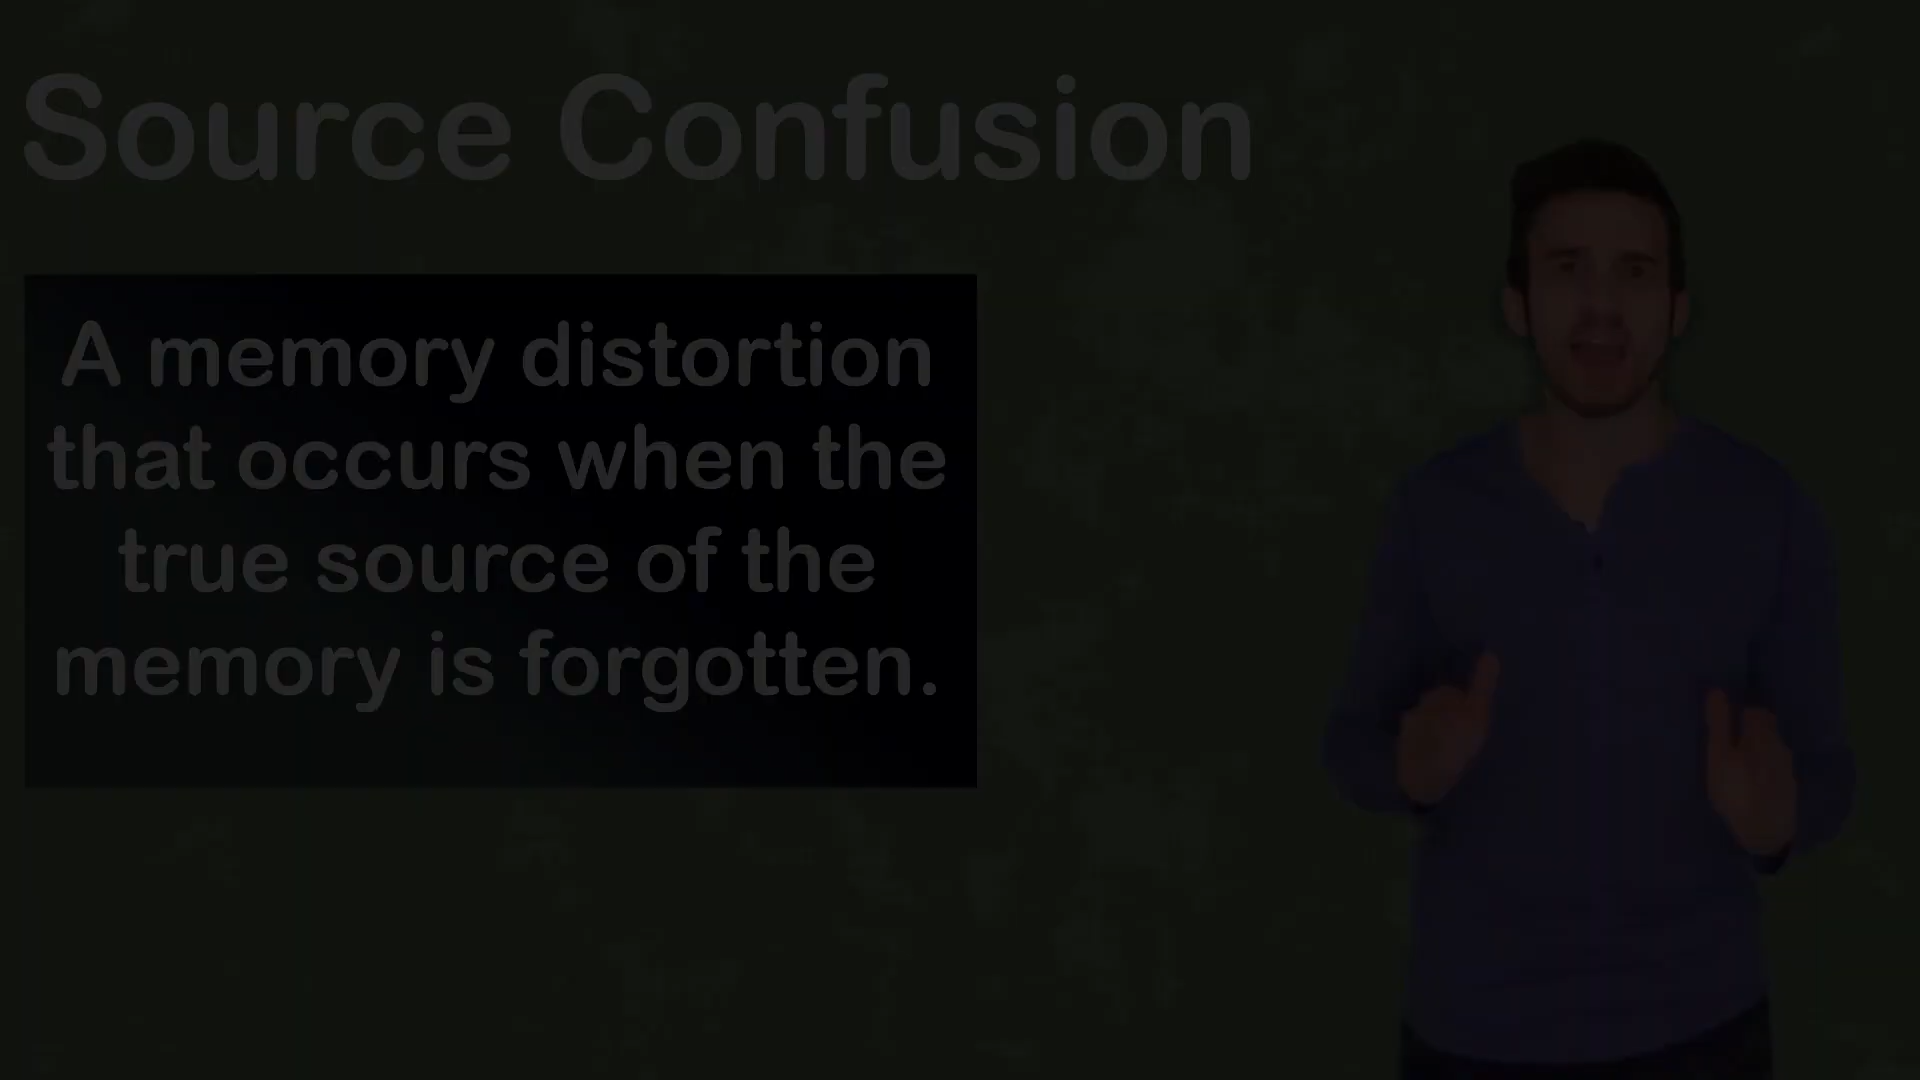 Source Confusion
A memory distortion
that occurs when the
true source of the
memory is forgotten.